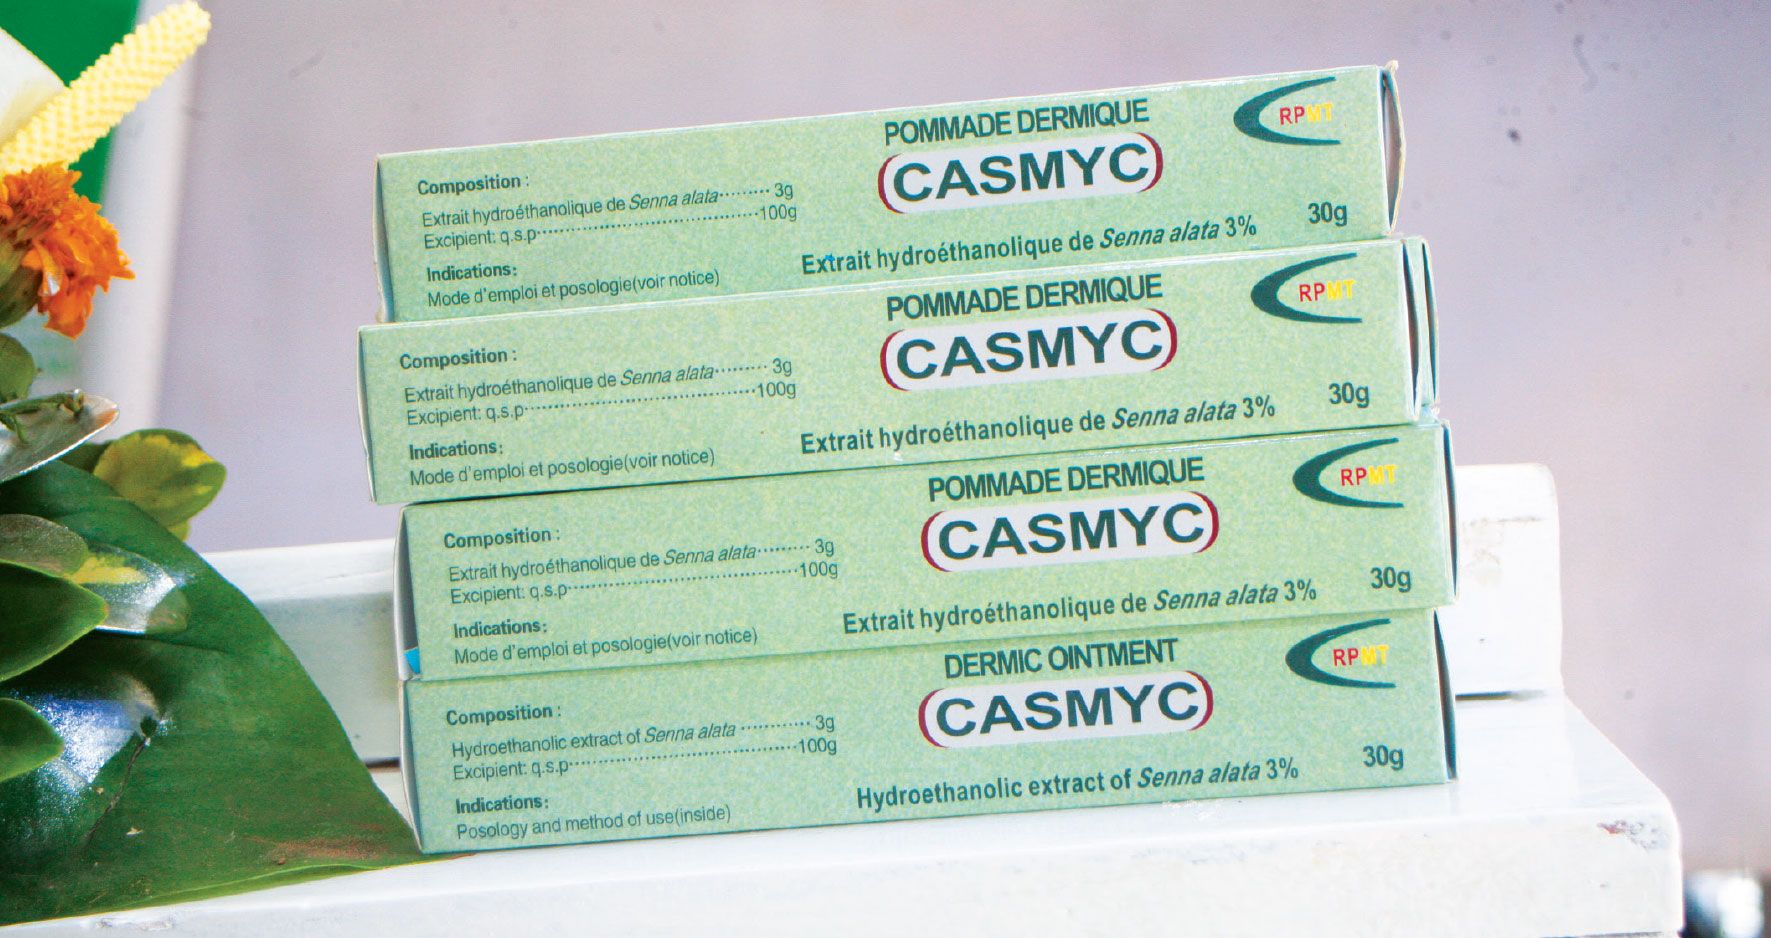 POMMADE DERMIQUE
RPMT
CASMYC
Composition :
Extrait hydroéthanolique de Senna alata......... 3g
Excipient: q.s.p........................................100g
Indications:
Mode d'emploi et posologie(voir notice)
Extrait hydroéthanolique de Senna alata 3%
30g
POMMADE DERMIQUE
RPMT
CASMYC
Composition :
Extrait hydroéthanolique de Senna alata......... 3g
Excipient: q.s.p........................................100g
Indications:
Mode d'emploi et posologie(voir notice)
Extrait hydroéthanolique de Senna alata 3%
30g
POMMADE DERMIQUE
RPMT
CASMYC
Composition :
Extrait hydroéthanolique de Senna alata......... 3g
Excipient: q.s.p........................................100g
Indications:
Mode d'emploi et posologie(voir notice)
Extrait hydroéthanolique de Senna alata 3%
30g
DERMIC OINTMENT
RPMT
CASMYC
Composition :
Hydroethanolic extract of Senna alata ............ 3g
Excipient: q.s.p........................................100g
Indications:
Posology and method of use(inside)
Hydroethanolic extract of Senna alata 3%
30g